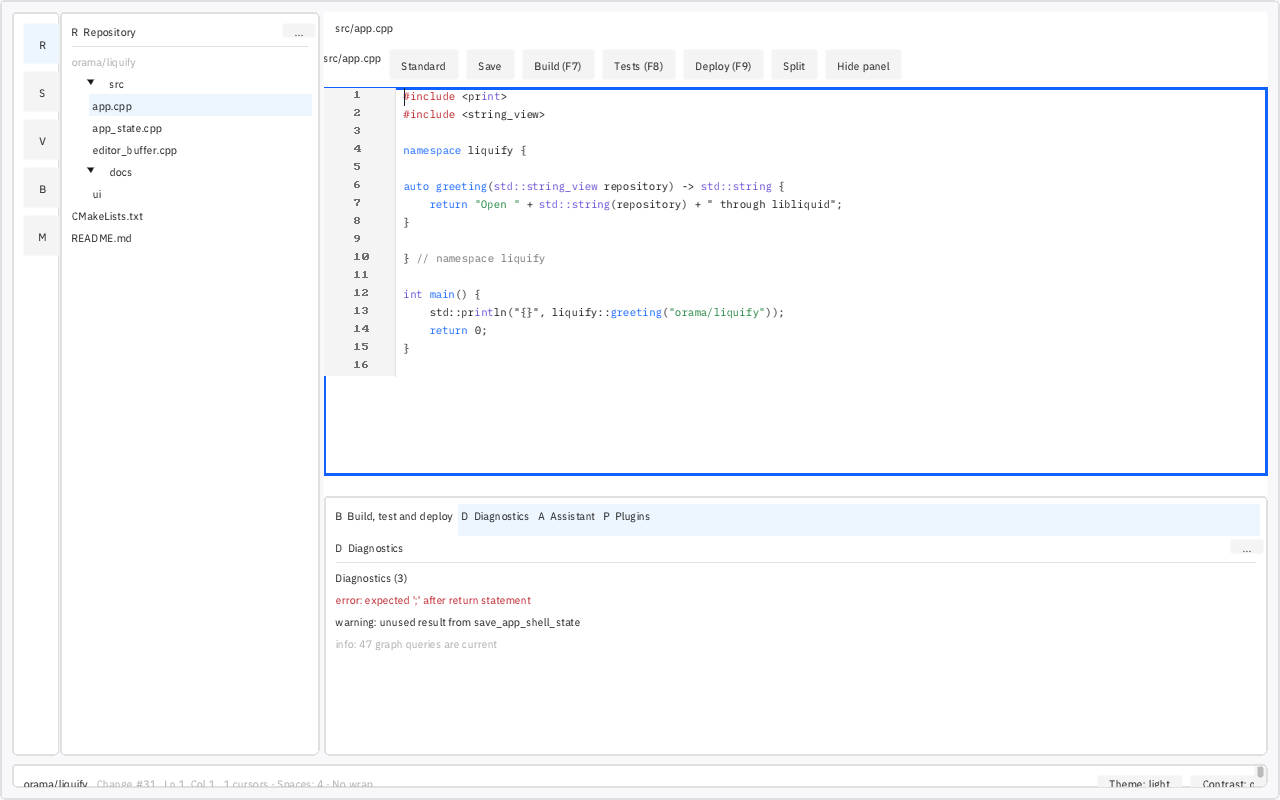 R
S
V
B
M
R Repository
...
orama/liquify
src
app.cpp
app_state.cpp
editor_buffer.cpp
docs
ui
CMakeLists.txt
README.md
src/app.cpp
src/app.cpp Standard Save Build (F7) Tests (F8) Deploy (F9) Split Hide panel
1 #include <print>
2 #include <string_view>
3
4 namespace liquify {
5
6 auto greeting(std::string_view repository) -> std::string {
7 return "Open " + std::string(repository) + " through libliquid";
8 }
9
10 } // namespace liquify
11
12 int main() {
13 std::println("{}", liquify::greeting("orama/liquify"));
14 return 0;
15 }
16
B Build, test and deploy D Diagnostics A Assistant P Plugins
D Diagnostics ...
Diagnostics (3)
error: expected ';' after return statement
warning: unused result from save_app_shell_state
info: 47 graph queries are current
orama/liquify Change #31 Ln 1, Col 1 1 cursors · Spaces: 4 · No wrap Theme: light Contrast: